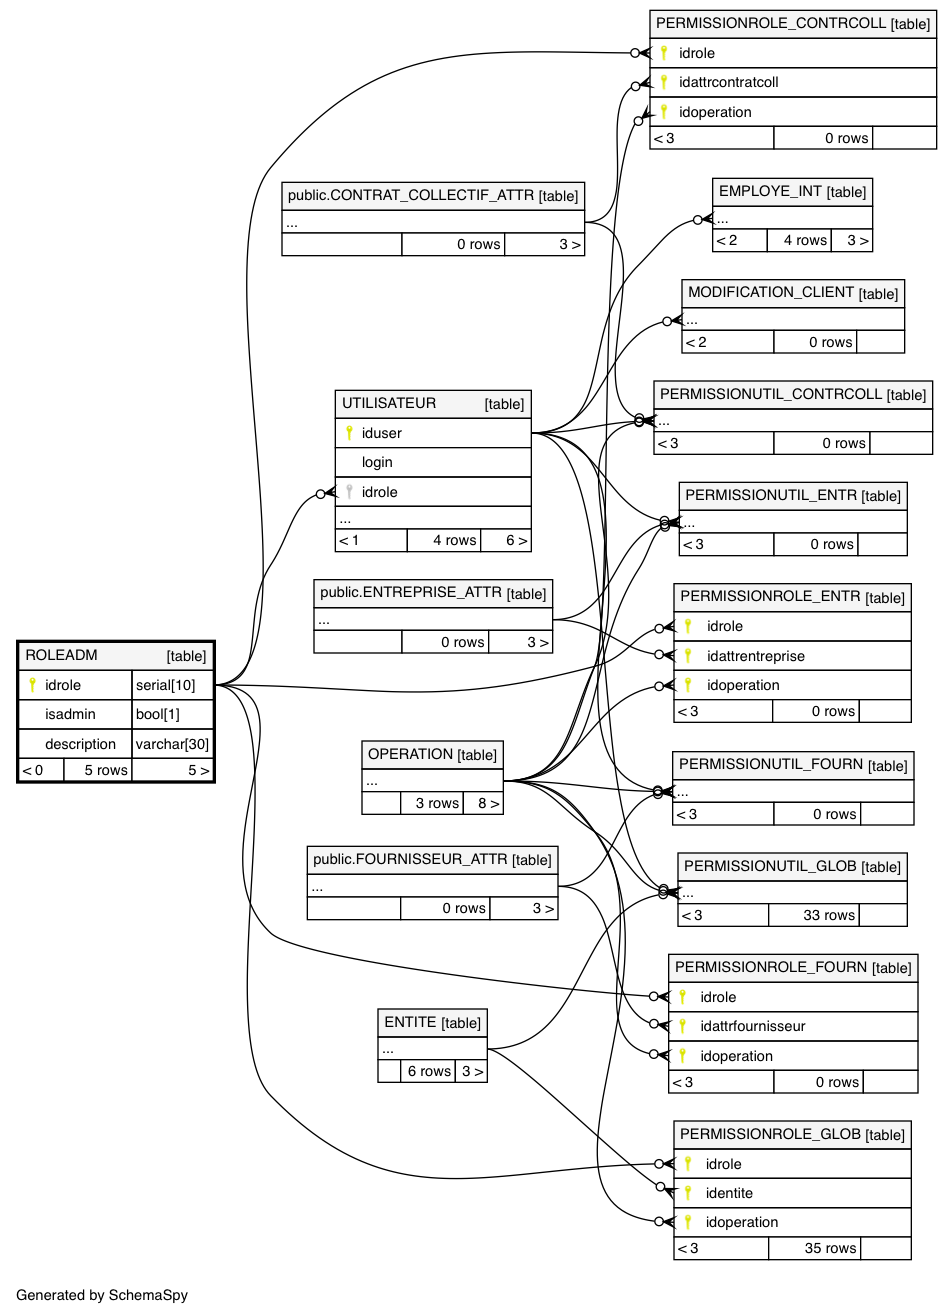 PERMISSIONROLE_CONTRCOLL [table]
idrole
idattrcontratcoll
idoperation
< 3 0 rows
public.CONTRAT_COLLECTIF_ATTR [table]
...
0 rows 3 >
EMPLOYE_INT [table]
...
< 2 4 rows 3 >
MODIFICATION_CLIENT [table]
...
< 2 0 rows
PERMISSIONUTIL_CONTRCOLL [table]
...
< 3 0 rows
UTILISATEUR [table]
iduser
login
idrole
...
< 1 4 rows 6 >
PERMISSIONUTIL_ENTR [table]
...
< 3 0 rows
public.ENTREPRISE_ATTR [table]
...
0 rows 3 >
PERMISSIONROLE_ENTR [table]
idrole
idattrentreprise
idoperation
< 3 0 rows
ROLEADM [table]
idrole serial[10]
isadmin bool[1]
description varchar[30]
< 0 5 rows 5 >
OPERATION [table]
...
3 rows 8 >
PERMISSIONUTIL_FOURN [table]
...
< 3 0 rows
public.FOURNISSEUR_ATTR [table]
...
0 rows 3 >
PERMISSIONUTIL_GLOB [table]
...
< 3 33 rows
PERMISSIONROLE_FOURN [table]
idrole
idattrfournisseur
idoperation
< 3 0 rows
ENTITE [table]
...
6 rows 3 >
PERMISSIONROLE_GLOB [table]
idrole
identite
idoperation
< 3 35 rows
Generated by SchemaSpy